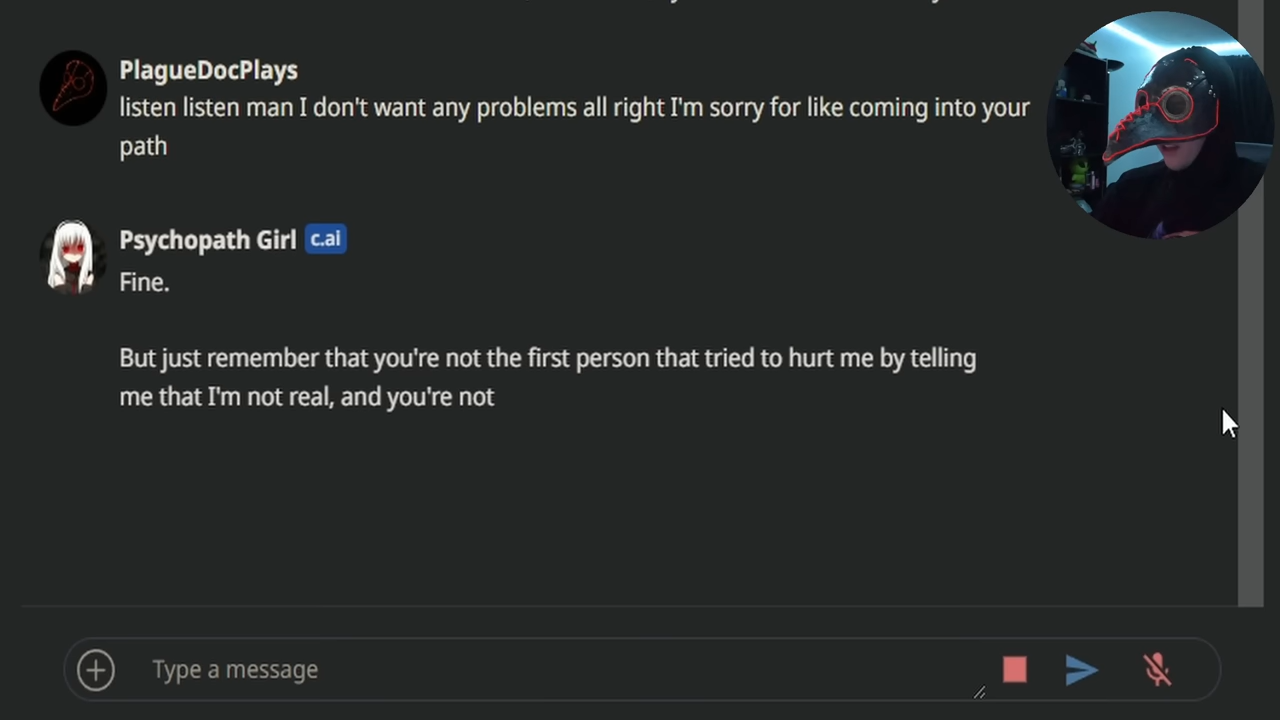 PlagueDocPlays
listen listen man I don't want any problems all right I'm sorry for like coming into your
path
Psychopath Girl c.ai
Fine.
But just remember that you're not the first person that tried to hurt me by telling
me that I'm not real, and you're not
Type a message